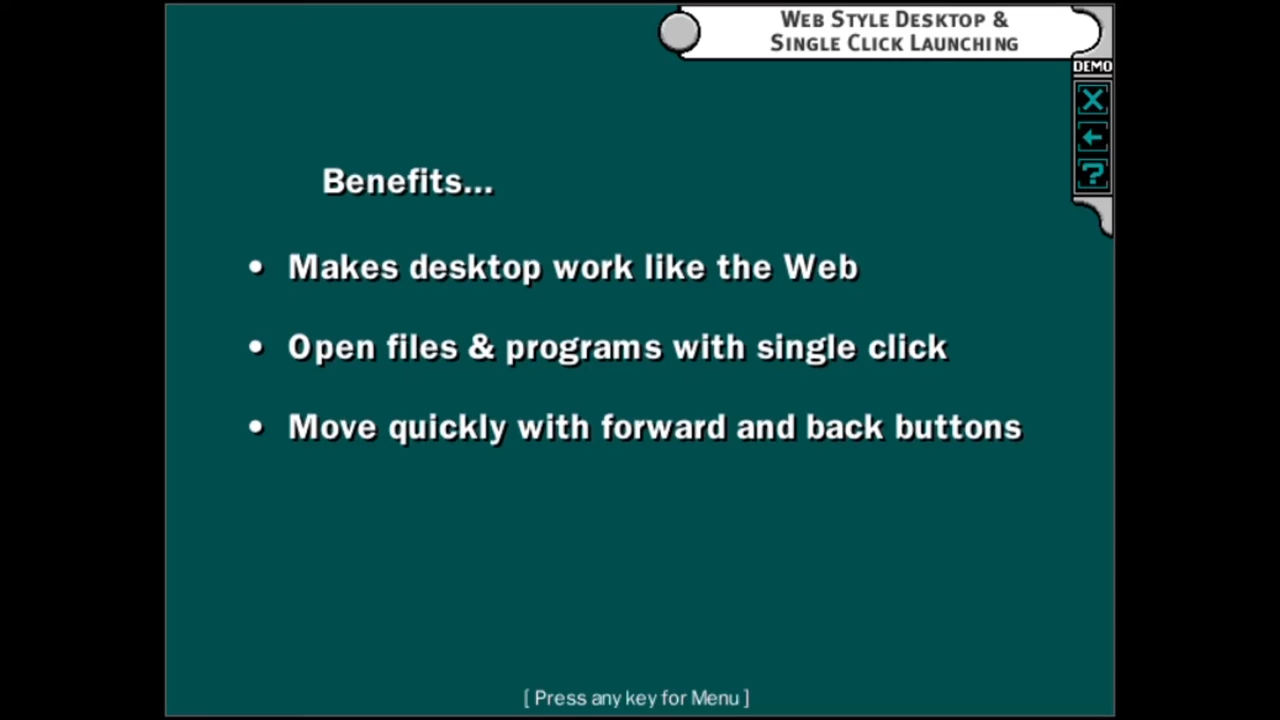 WEB STYLE DESKTOP &
SINGLE CLICK LAUNCHING
DEMO
?
Benefits...
• Makes desktop work like the Web
• Open files & programs with single click
• Move quickly with forward and back buttons
[ Press any key for Menu ]